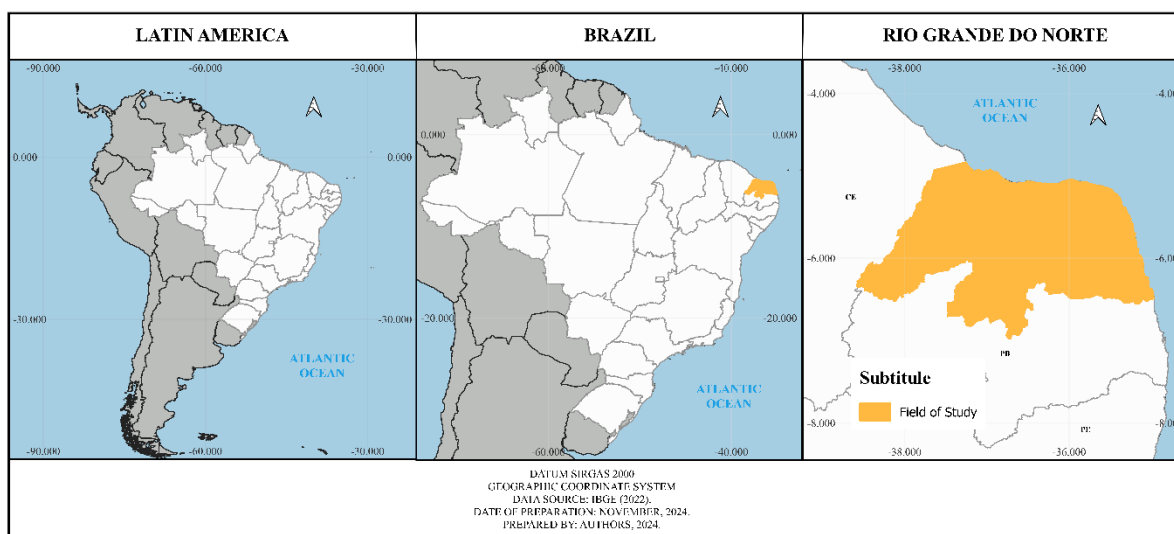 LATIN AMERICA
-90.000 -60.000 -30.000
0.000 0.000
-30.000 -30.000
ATLANTIC
OCEAN
-90.000 -60.000
BRAZIL
0.000 0.000
-20.000 -20.000
ATLANTIC
OCEAN
-60.000 -40.000
RIO GRANDE DO NORTE
-38.000 -36.000
-4.000 -4.000
ATLANTIC
OCEAN
CE
-6.000 -6.000
PB
Subtitule
Field of Study
PE
-8.000
-38.000 -36.000
DATUM SIRGAS 2000
GEOGRAPHIC COORDINATE SYSTEM
DATA SOURCE: IBGE (2022).
DATE OF PREPARATION: NOVEMBER, 2024.
PREPARED BY: AUTHORS, 2024.